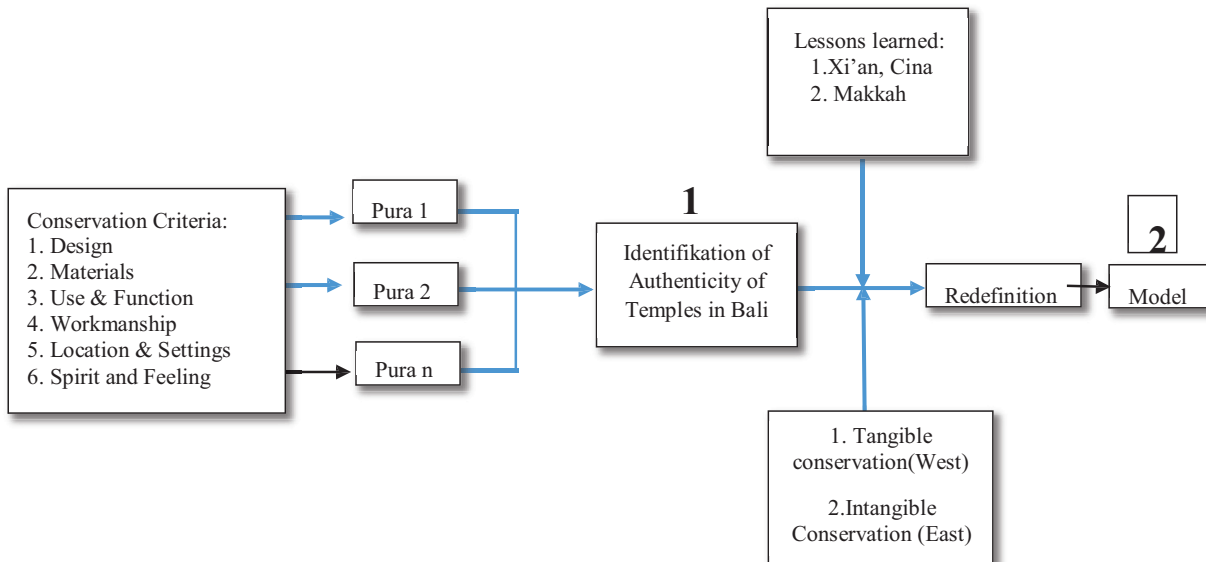 Lessons learned:
1.Xi’an, Cina
2. Makkah
Conservation Criteria:
1. Design
2. Materials
3. Use & Function
4. Workmanship
5. Location & Settings
6. Spirit and Feeling
Pura 1
Pura 2
Pura n
1
Identifikation of
Authenticity of
Temples in Bali
Redefinition
2
Model
1. Tangible
conservation(West)
2.Intangible
Conservation (East)